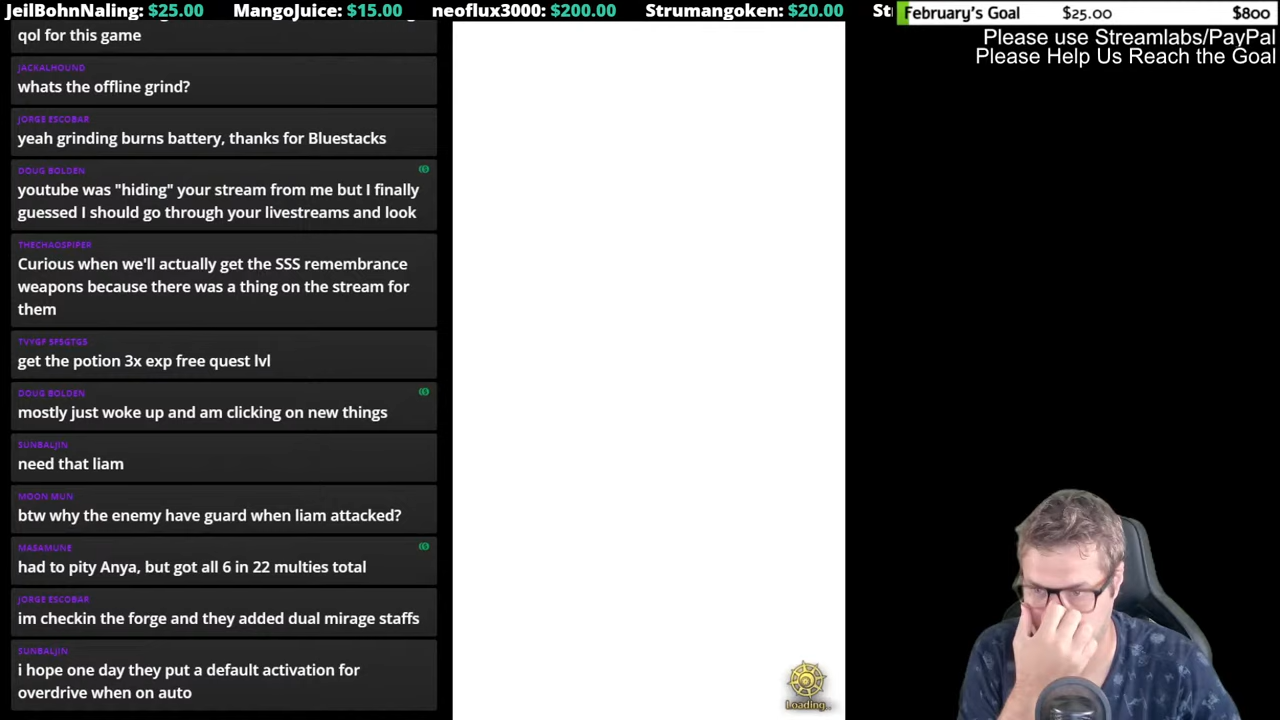 JeilBohnNaling: $25.00 MangoJuice: $15.00 neoflux3000: $200.00 Strumangoken: $20.00
February's Goal $25.00 $800
Please use Streamlabs/PayPal
Please Help Us Reach the Goal
qol for this game
JACKALHOUND
whats the offline grind?
JORGE ESCOBAR
yeah grinding burns battery, thanks for Bluestacks
DOUG BOLDEN
youtube was "hiding" your stream from me but I finally
guessed I should go through your livestreams and look
THECHAOSPIPER
Curious when we'll actually get the SSS remembrance
weapons because there was a thing on the stream for
them
TVYGF SFSGTGS
get the potion 3x exp free quest lvl
DOUG BOLDEN
mostly just woke up and am clicking on new things
SUNBALJIN
need that liam
MOON MUN
btw why the enemy have guard when liam attacked?
MASAMUNE
had to pity Anya, but got all 6 in 22 multies total
JORGE ESCOBAR
im checkin the forge and they added dual mirage staffs
SUNBALJIN
i hope one day they put a default activation for
overdrive when on auto
Loading..